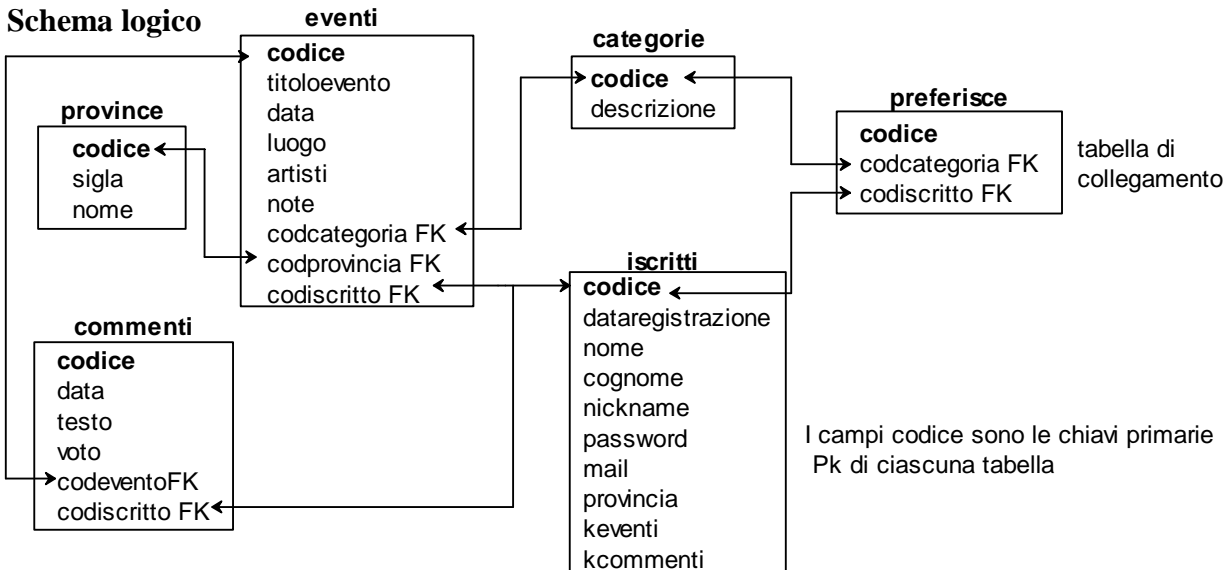 Schema logico
eventi
codice
titoloevento
data
luogo
artisti
note
codcategoria FK
codprovincia FK
codiscritto FK
province
codice
sigla
nome
commenti
codice
data
testo
voto
codeventoFK
codiscritto FK
categorie
codice
descrizione
preferisce
codice
codcategoria FK
codiscritto FK
tabella di
collegamento
iscritti
codice
dataregistrazione
nome
cognome
nickname
password
mail
provincia
keventi
kcommenti
I campi codice sono le chiavi primarie
Pk di ciascuna tabella